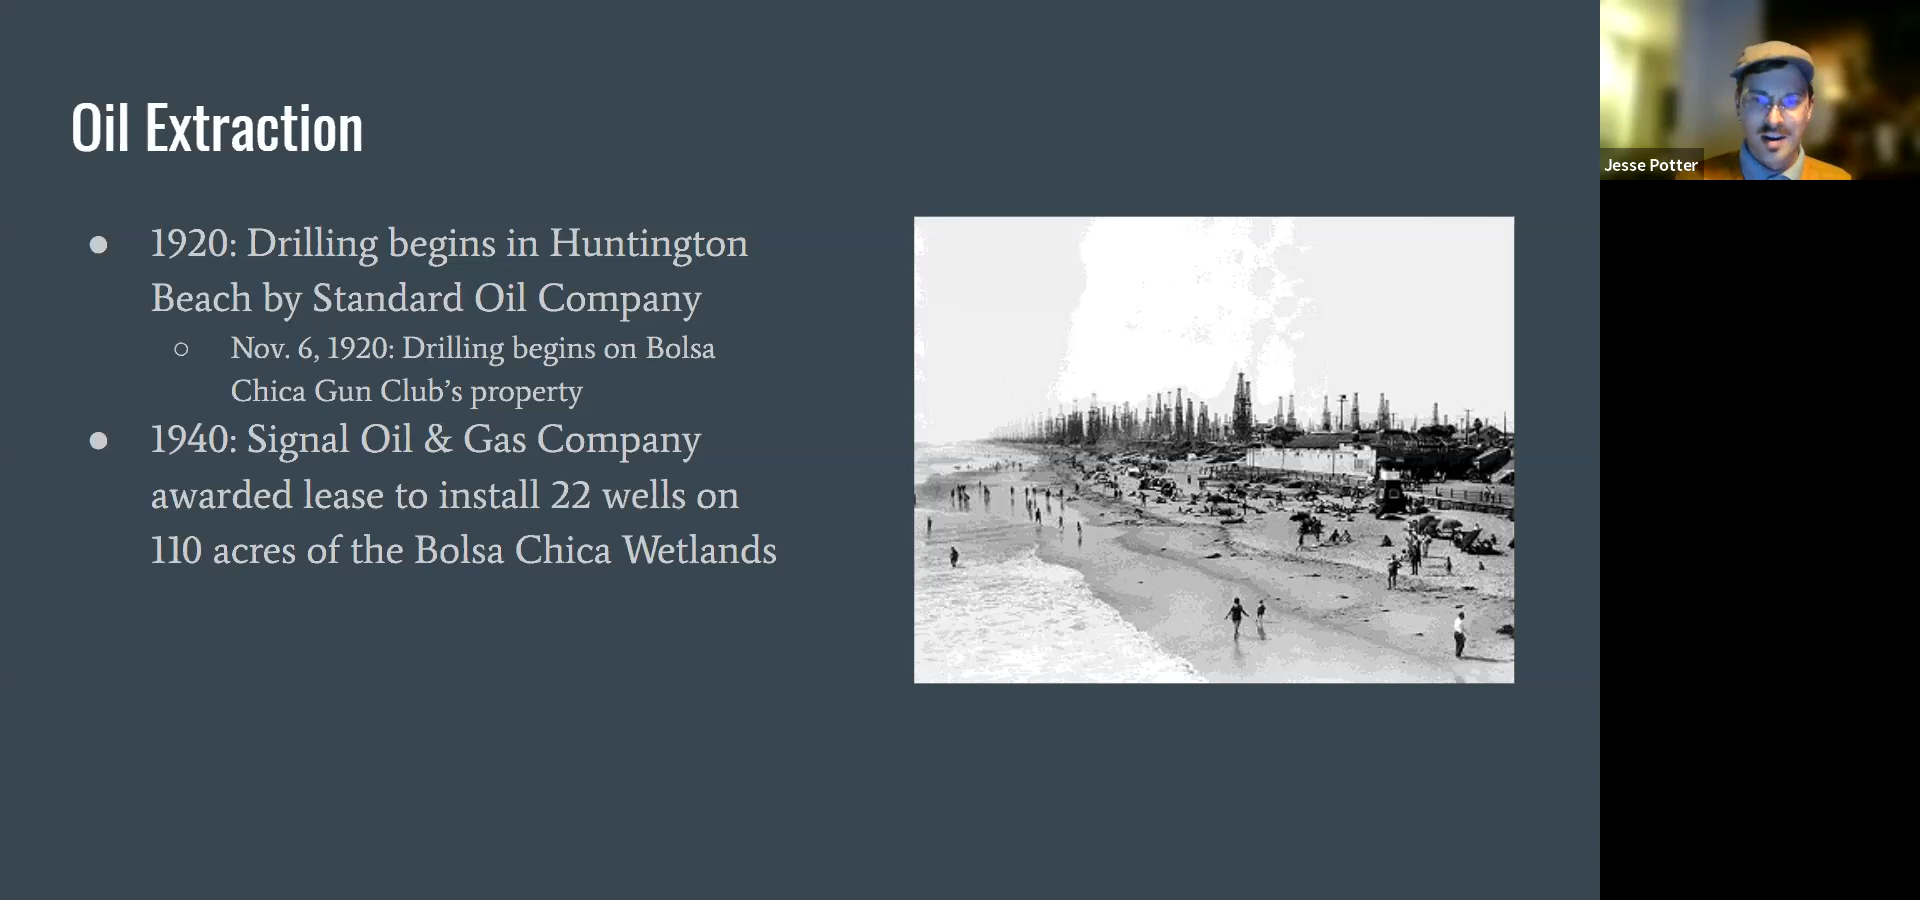 Oil Extraction
● 1920: Drilling begins in Huntington
Beach by Standard Oil Company
○ Nov. 6, 1920: Drilling begins on Bolsa
Chica Gun Club’s property
● 1940: Signal Oil & Gas Company
awarded lease to install 22 wells on
110 acres of the Bolsa Chica Wetlands
Jesse Potter